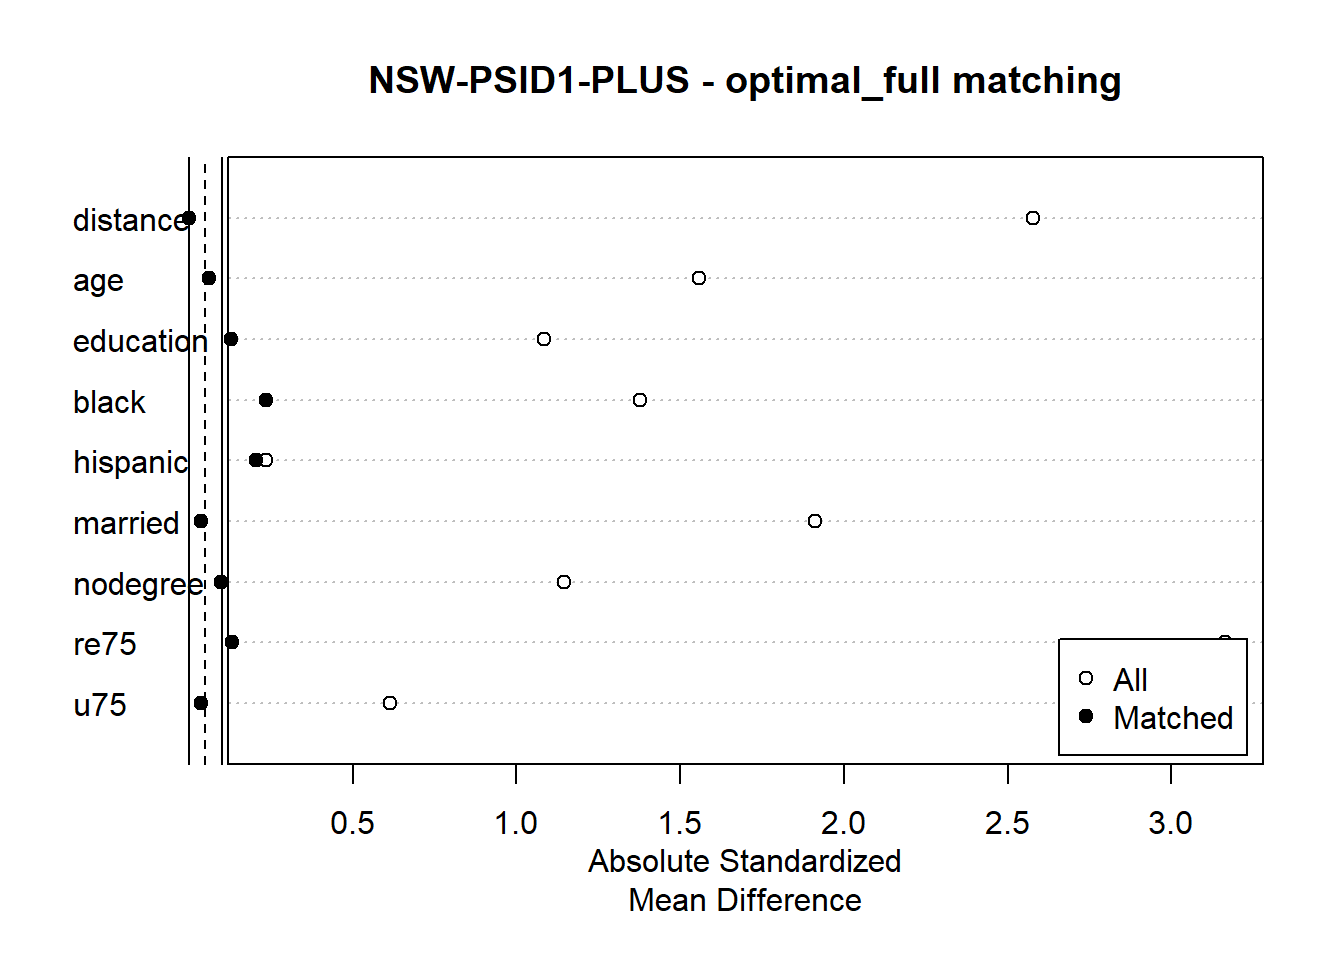 NSW-PSID1-PLUS - optimal_full matching
distance
age
education
black
hispanic
married
nodegree
re75
u75
All
Matched
0.5 1.0 1.5 2.0 2.5 3.0
Absolute Standardized
Mean Difference